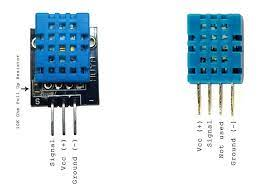 10K Ohm Pull Up Resistor
S
Signal
Vcc (+)
Ground (-)
Vcc (+)
Signal
Not used
Ground (-)